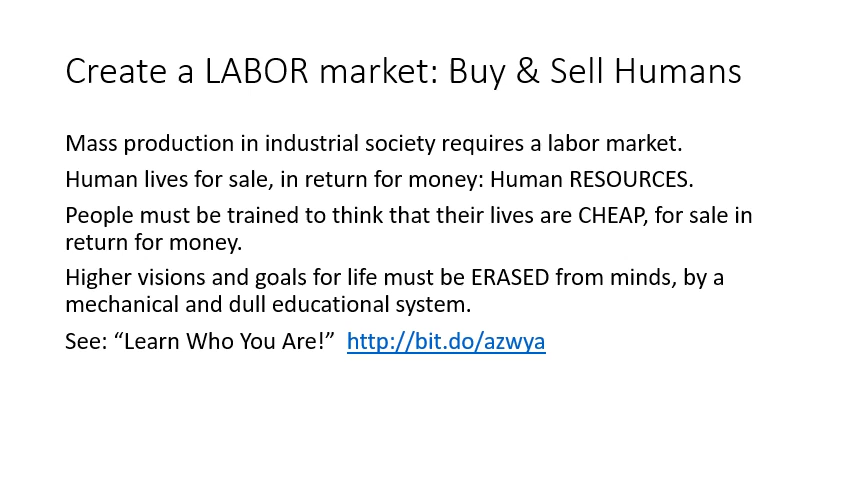 Create a LABOR market: Buy & Sell Humans
Mass production in industrial society requires a labor market.
Human lives for sale, in return for money: Human RESOURCES.
People must be trained to think that their lives are CHEAP, for sale in
return for money.
Higher visions and goals for life must be ERASED from minds, by a
mechanical and dull educational system.
See: “Learn Who You Are!”  http://bit.do/azwya